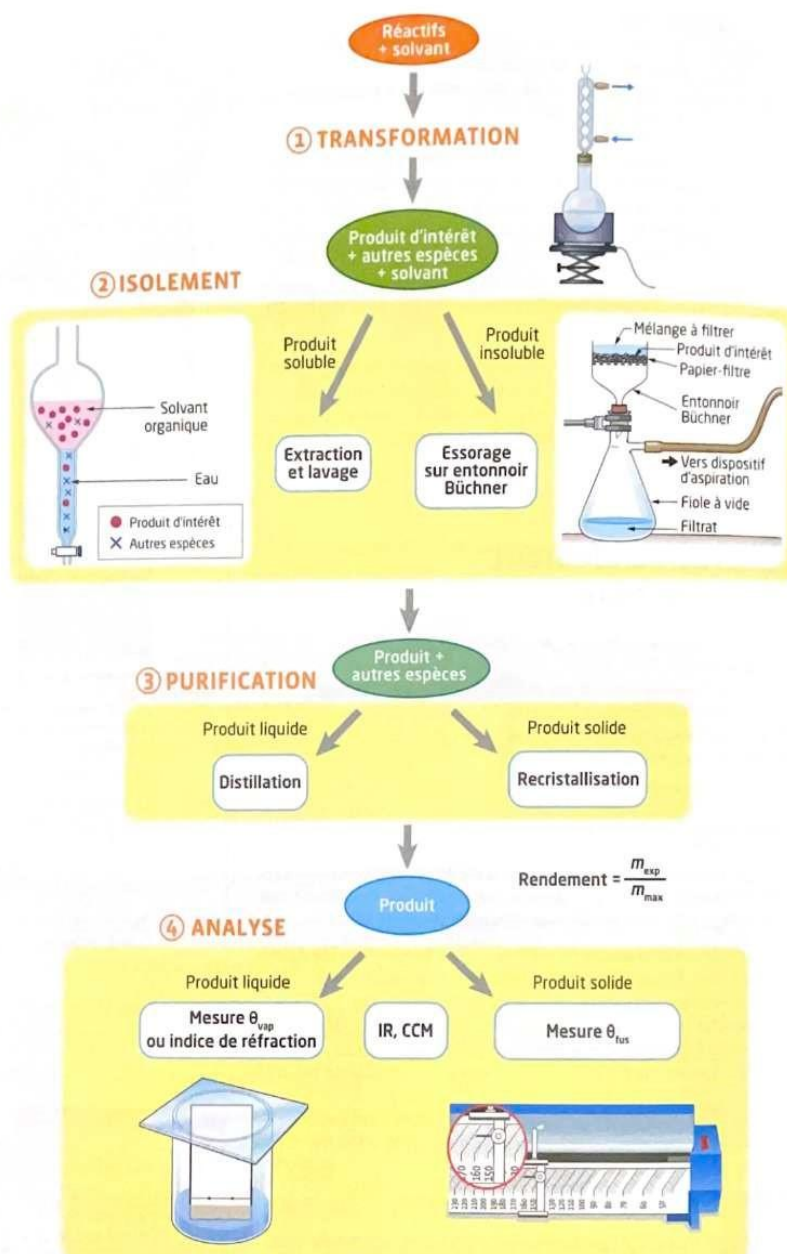 Réactifs
+ solvant
① TRANSFORMATION
Produit d'intérêt
+ autres espèces
+ solvant
② ISOLEMENT
Produit
soluble
Produit
insoluble
Solvant
organique
Eau
Produit d'intérêt
Autres espèces
Extraction
et lavage
Essorage
sur entonnoir
Büchner
Mélange à filtrer
Produit d'intérêt
Papier-filtre
Entonnoir
Büchner
Vers dispositif
d'aspiration
Fiole à vide
Filtrat
Produit +
autres espèces
③ PURIFICATION
Produit liquide
Produit solide
Distillation
Recristallisation
Rendement = m_exp / m_max
Produit
④ ANALYSE
Produit liquide
Produit solide
Mesure θ_vap
ou indice de réfraction
IR, CCM
Mesure θ_fus
160
150